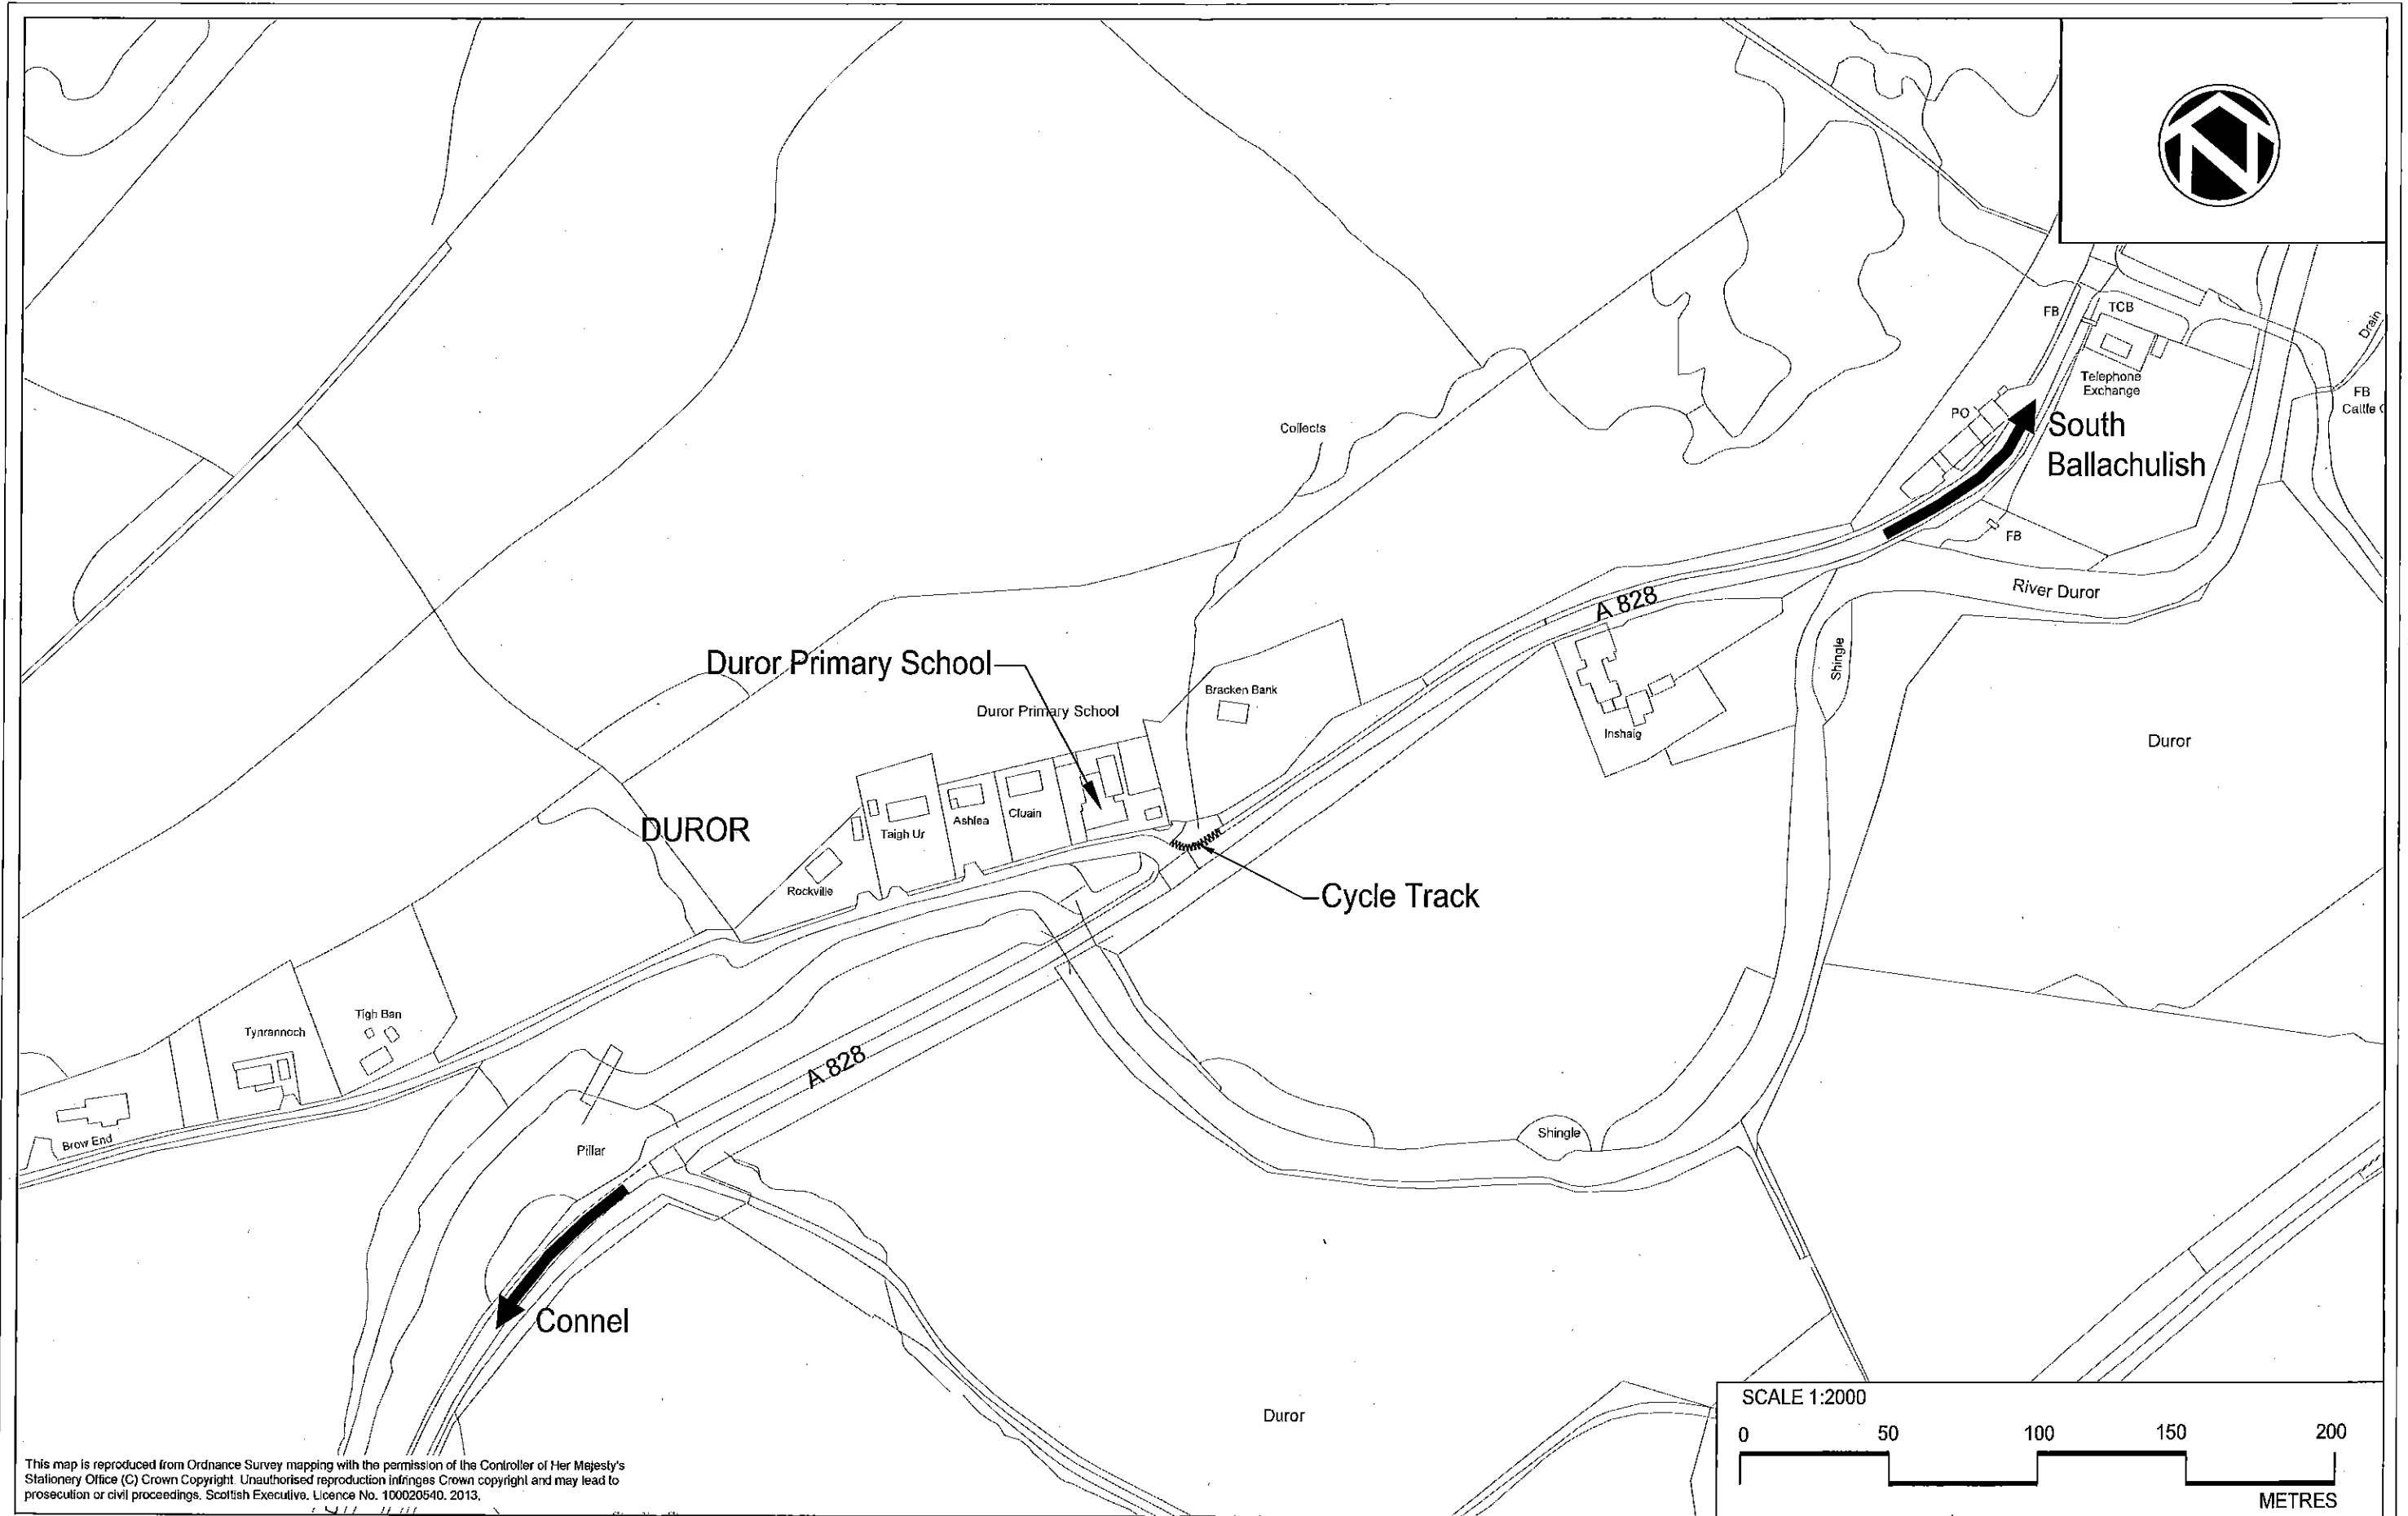 FB
TCB
Drain
Telephone
Exchange
FB
PO
South
Ballachulish
Collects
FB
River Duror
A 828
Shingle
Duror Primary School
Bracken Bank
Duror Primary School
Inshaig
Duror
DUROR
Taigh Ur
Ashlea
Cluain
Rockville
Cycle Track
Tigh Ban
Tynrannoch
A 828
Brow End
Pillar
Shingle
Connel
Duror
SCALE 1:2000
0 50 100 150 200
METRES
This map is reproduced from Ordnance Survey mapping with the permission of the Controller of Her Majesty's
Stationery Office (C) Crown Copyright. Unauthorised reproduction infringes Crown copyright and may lead to
prosecution or civil proceedings. Scottish Executive. Licence No. 100020540. 2013.